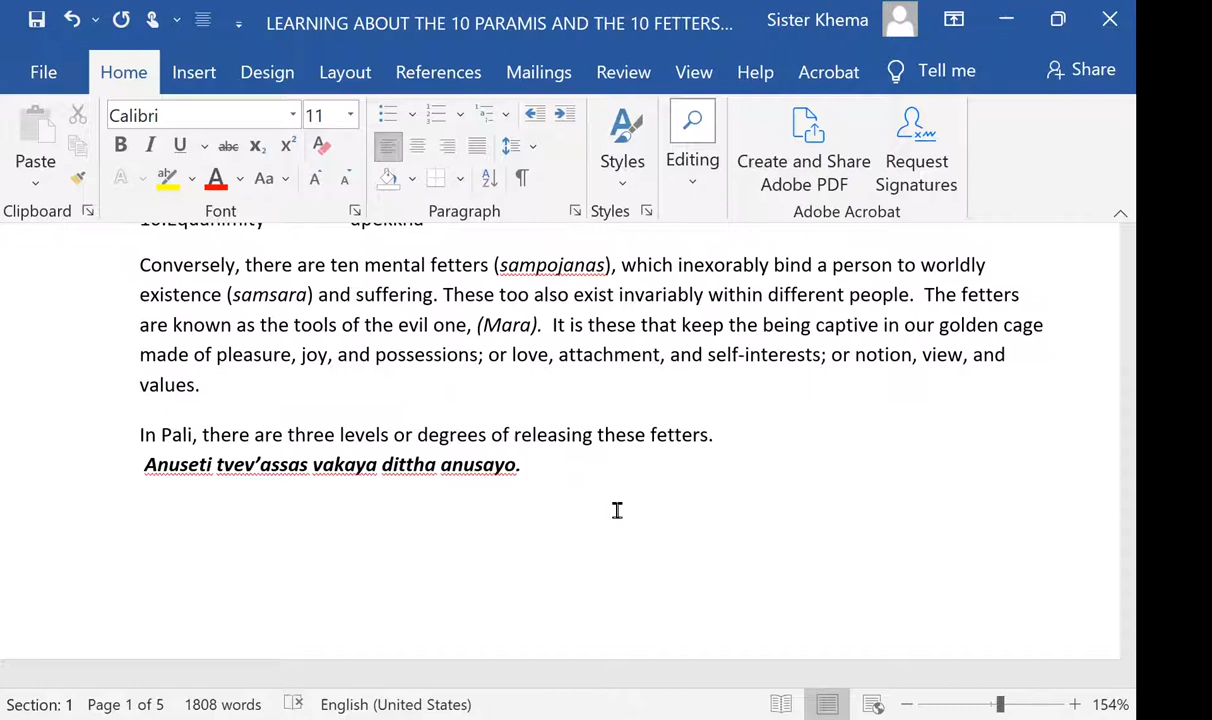 LEARNING ABOUT THE 10 PARAMIS AND THE 10 FETTERS... Sister Khema
File Home Insert Design Layout References Mailings Review View Help Acrobat Tell me Share
Calibri 11
Paste Styles Editing Create and Share Adobe PDF Request Signatures
Clipboard Font Paragraph Styles Adobe Acrobat
10.Equanimity upekkha
Conversely, there are ten mental fetters (sampojanas), which inexorably bind a person to worldly
existence (samsara) and suffering. These too also exist invariably within different people. The fetters
are known as the tools of the evil one, (Mara). It is these that keep the being captive in our golden cage
made of pleasure, joy, and possessions; or love, attachment, and self-interests; or notion, view, and
values.
In Pali, there are three levels or degrees of releasing these fetters.
Anuseti tvev’assas vakaya dittha anusayo.
Section: 1 Page 1 of 5 1808 words English (United States) 154%